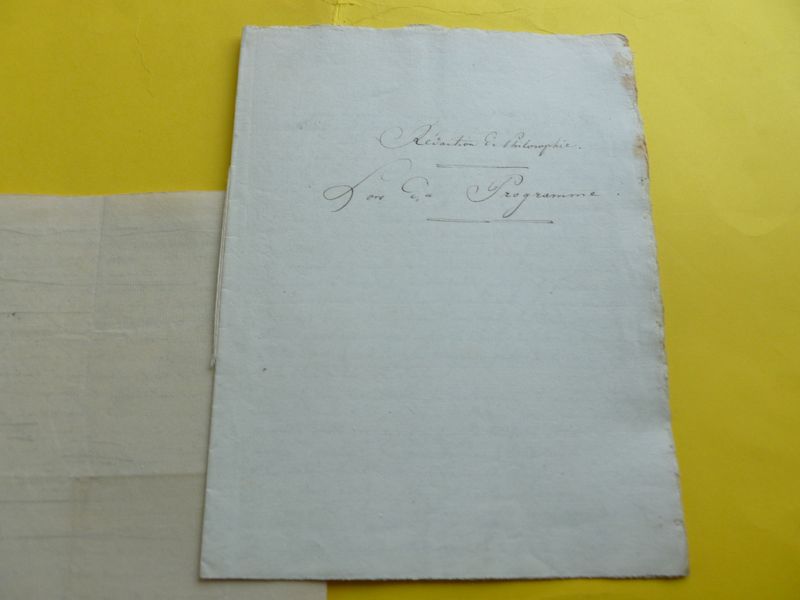 Rédaction de Philosophie.
Programme.